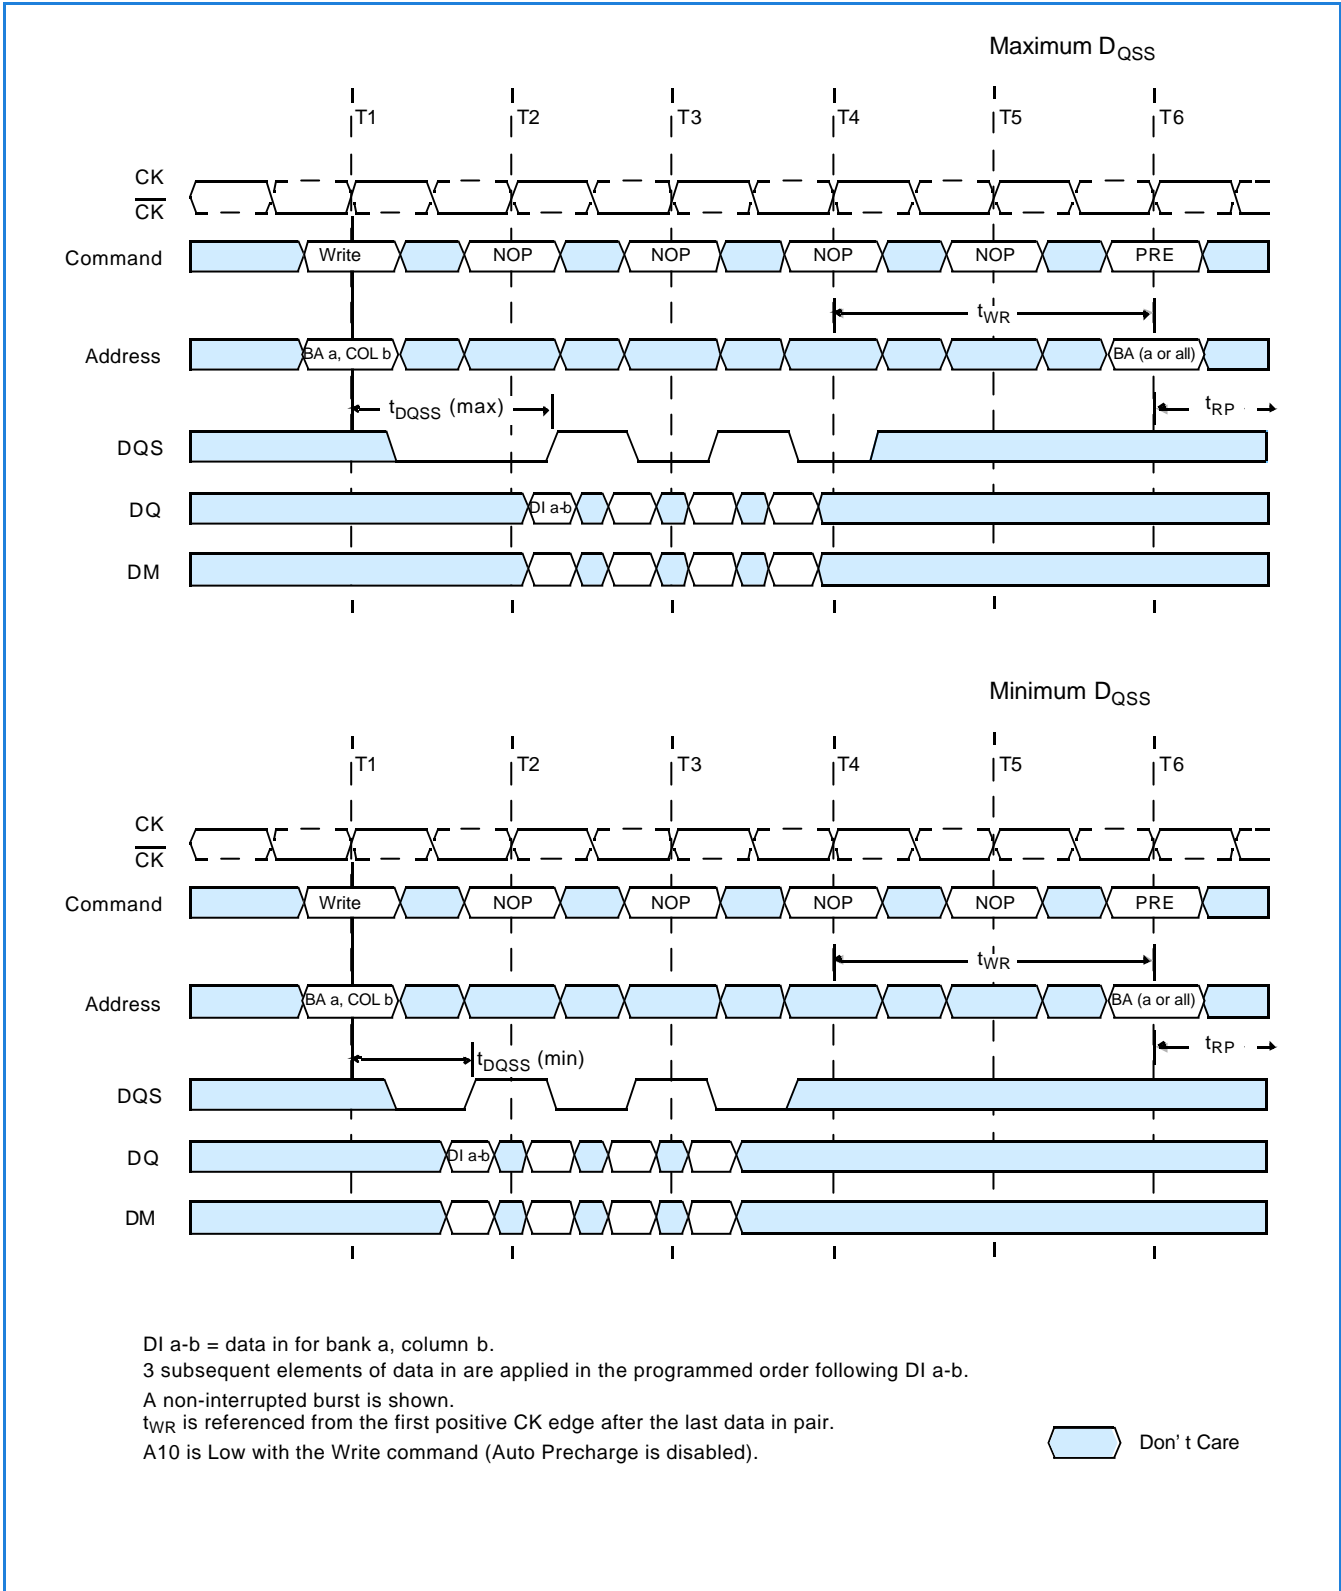 Maximum DQSS
T1 T2 T3 T4 T5 T6
CK
CK
Command Write NOP NOP NOP NOP PRE
tWR
Address BA a, COL b BA (a or all)
tDQSS (max) tRP
DQS
DQ DI a-b
DM
Minimum DQSS
T1 T2 T3 T4 T5 T6
CK
CK
Command Write NOP NOP NOP NOP PRE
tWR
Address BA a, COL b BA (a or all)
tDQSS (min) tRP
DQS
DQ DI a-b
DM
DI a-b = data in for bank a, column b.
3 subsequent elements of data in are applied in the programmed order following DI a-b.
A non-interrupted burst is shown.
tWR is referenced from the first positive CK edge after the last data in pair.
A10 is Low with the Write command (Auto Precharge is disabled).
Don' t Care